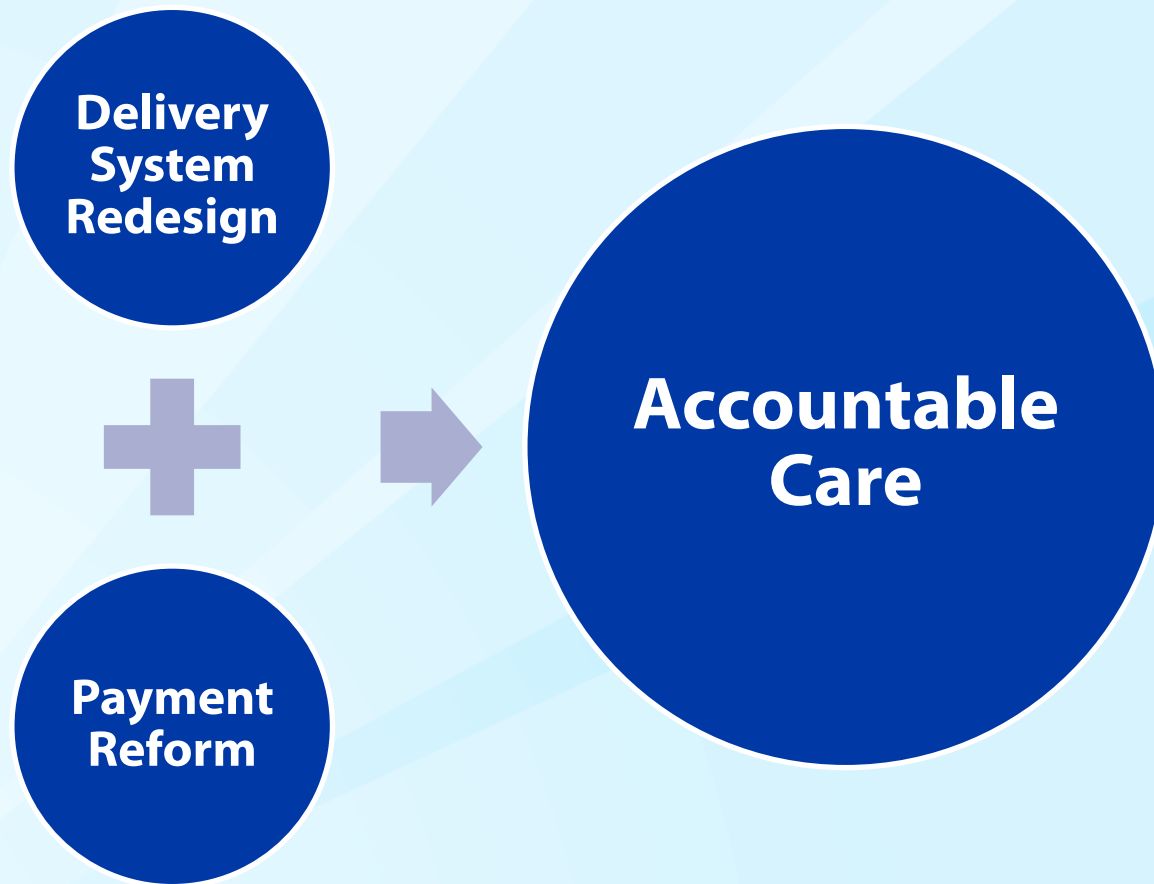 Delivery
System
Redesign
Payment
Reform
Accountable
Care